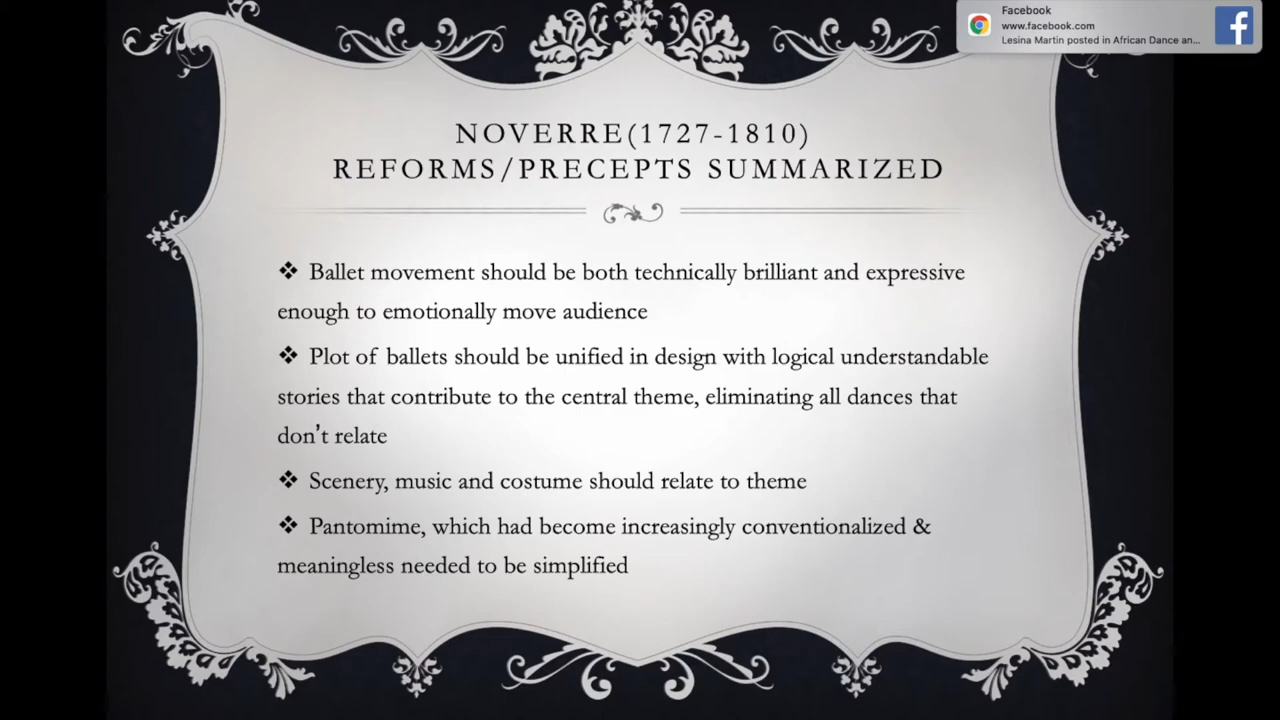 Facebook
www.facebook.com
Lesina Martin posted in African Dance an...
NOVERRE(1727-1810)
REFORMS/PRECEPTS SUMMARIZED
❖ Ballet movement should be both technically brilliant and expressive
enough to emotionally move audience
❖ Plot of ballets should be unified in design with logical understandable
stories that contribute to the central theme, eliminating all dances that
don't relate
❖ Scenery, music and costume should relate to theme
❖ Pantomime, which had become increasingly conventionalized &
meaningless needed to be simplified